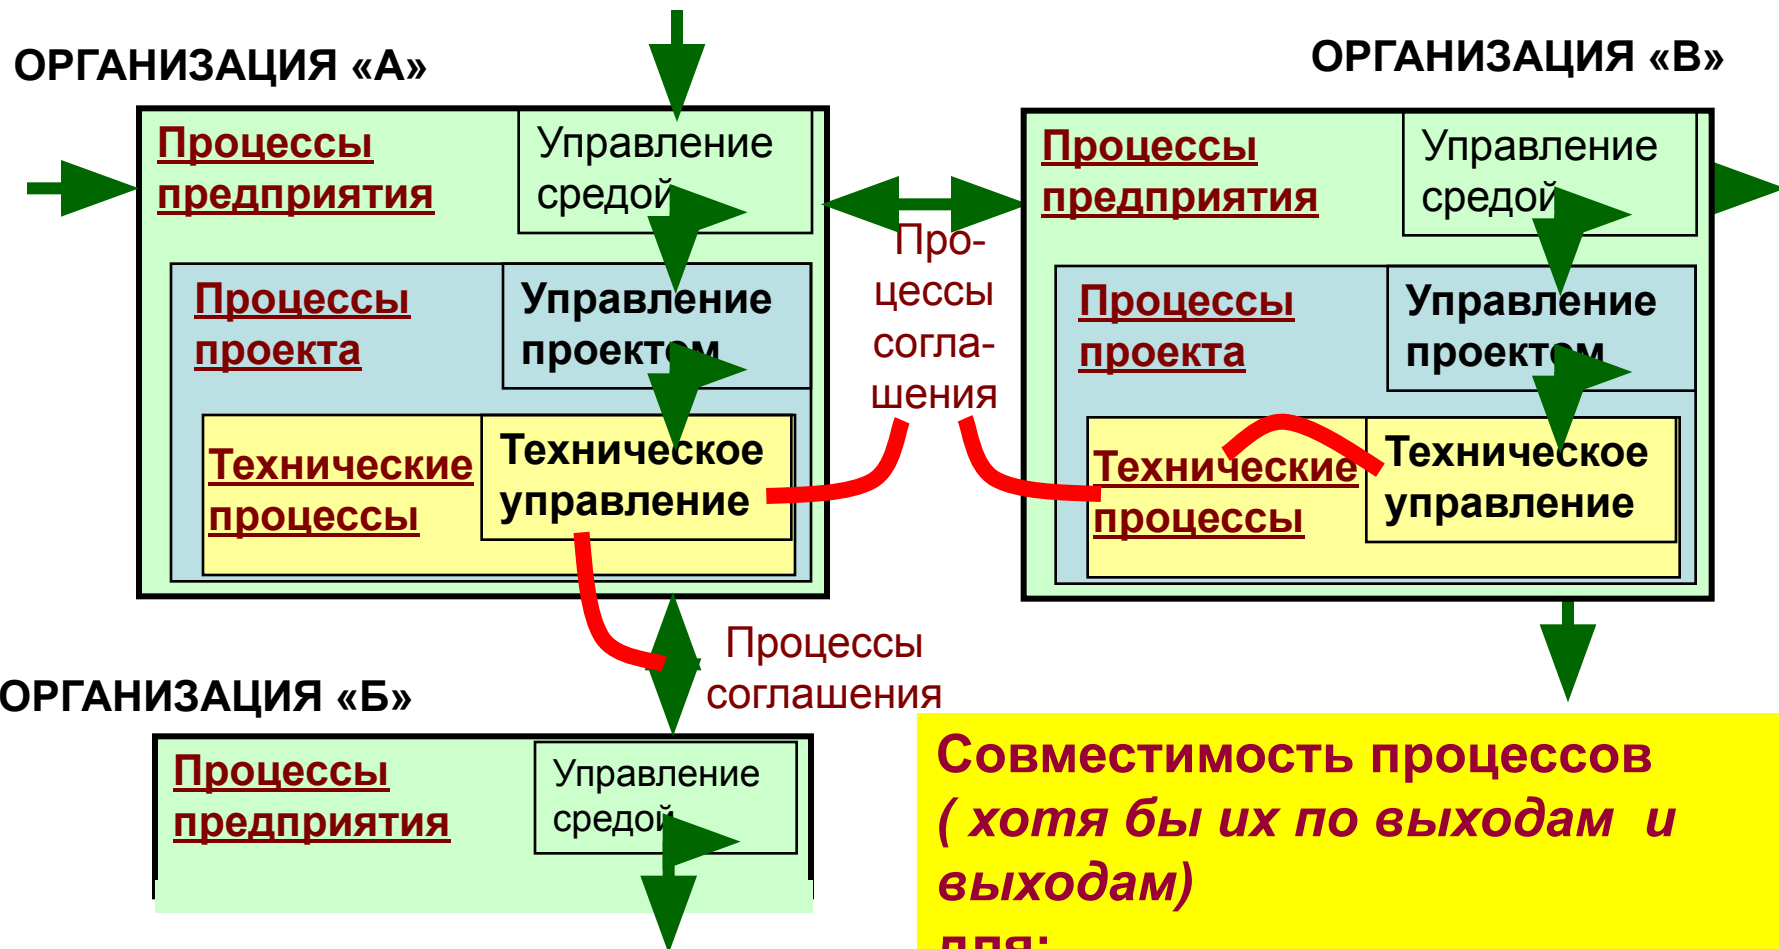 ОРГАНИЗАЦИЯ «А»
ОРГАНИЗАЦИЯ «В»
Процессы
предприятия
Управление
средой
Процессы
проекта
Управление
проектом
Технические
процессы
Техническое
управление
Про-
цессы
согла-
шения
Процессы
предприятия
Управление
средой
Процессы
проекта
Управление
проектом
Технические
процессы
Техническое
управление
Процессы
соглашения
ОРГАНИЗАЦИЯ «Б»
Процессы
предприятия
Управление
средой
Совместимость процессов
( хотя бы их по выходам и
выходам)
для: